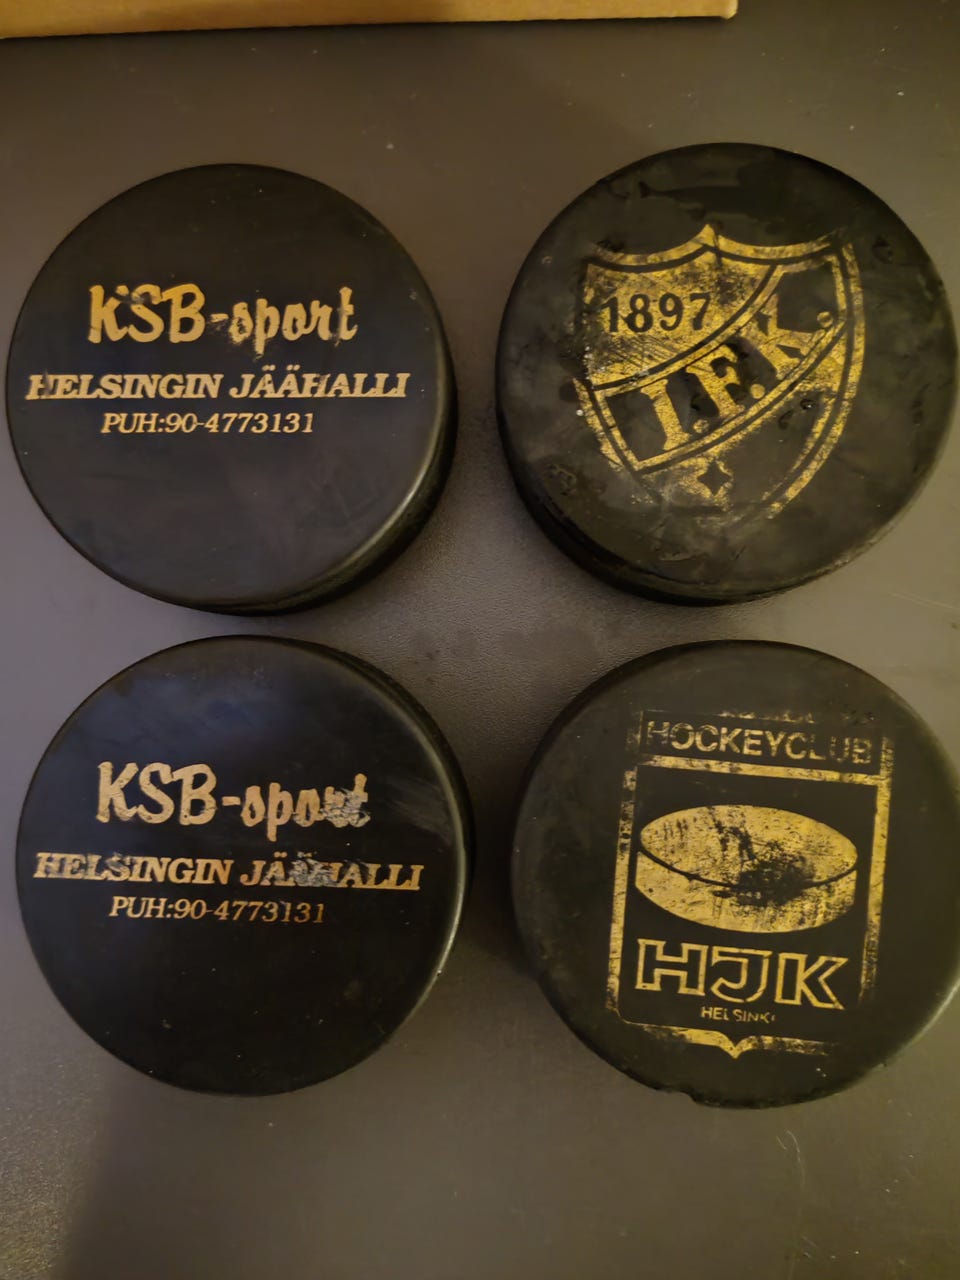 KSB-sport
HELSINGIN JÄÄHALLI
PUH:90-4773131
1897
I.F.K.
KSB-sport
HELSINGIN JÄÄHALLI
PUH:90-4773131
HOCKEYCLUB
HJK
HELSINKI